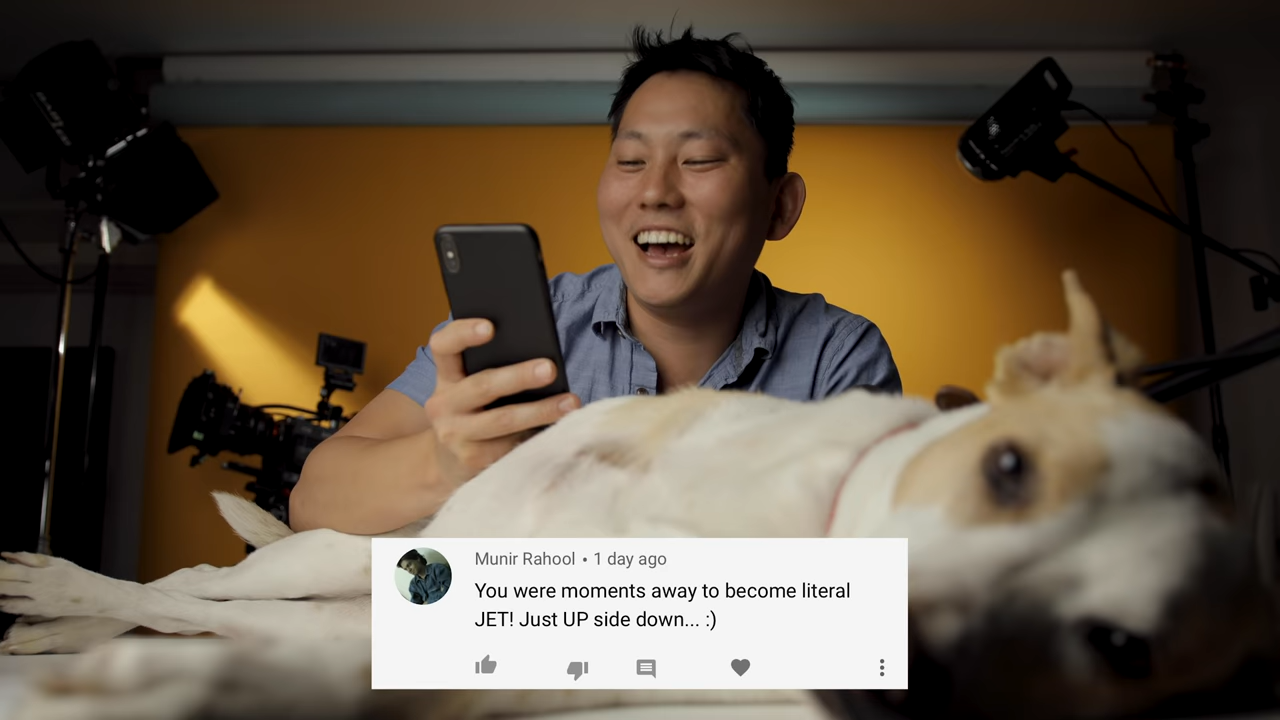 Munir Rahool • 1 day ago
You were moments away to become literal
JET! Just UP side down... :)